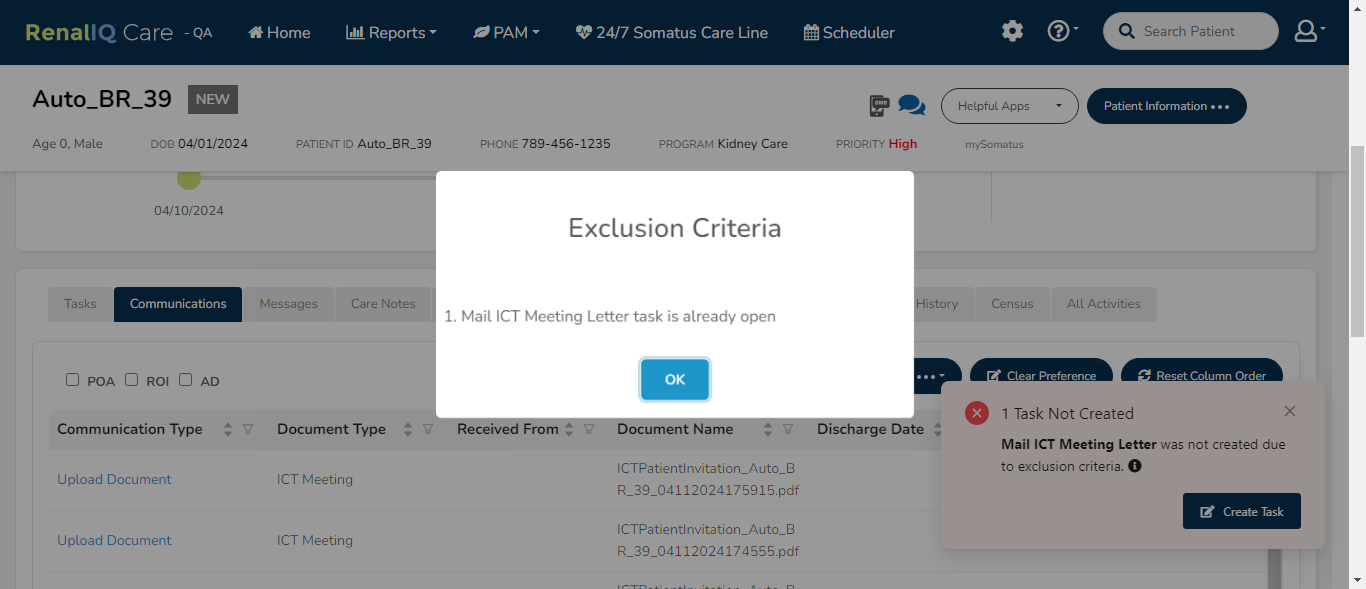 RenalIQ Care - QA
Home
Reports
PAM
24/7 Somatus Care Line
Scheduler
Search Patient
Auto_BR_39
NEW
SMS
Helpful Apps
Patient Information
Age 0, Male
DOB 04/01/2024
PATIENT ID Auto_BR_39
PHONE 789-456-1235
PROGRAM Kidney Care
PRIORITY High
mySomatus
04/10/2024
Exclusion Criteria
1. Mail ICT Meeting Letter task is already open
OK
Tasks
Communications
Messages
Care Notes
History
Census
All Activities
POA
ROI
AD
Clear Preference
Reset Column Order
Communication Type
Document Type
Received From
Document Name
Discharge Date
Upload Document
ICT Meeting
ICTPatientInvitation_Auto_B
R_39_04112024175915.pdf
Upload Document
ICT Meeting
ICTPatientInvitation_Auto_B
R_39_04112024174555.pdf
1 Task Not Created
Mail ICT Meeting Letter was not created due
to exclusion criteria.
Create Task